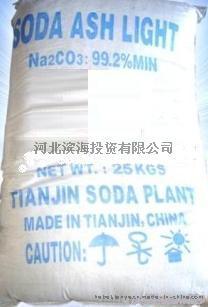 SODA ASH LIGHT
Na2CO3: 99.2%MIN
河北滨海投资有限公司
NET WT.: 25KGS
TIANJIN SODA PLANT
MADE IN TIANJIN, CHINA
CAUTION: